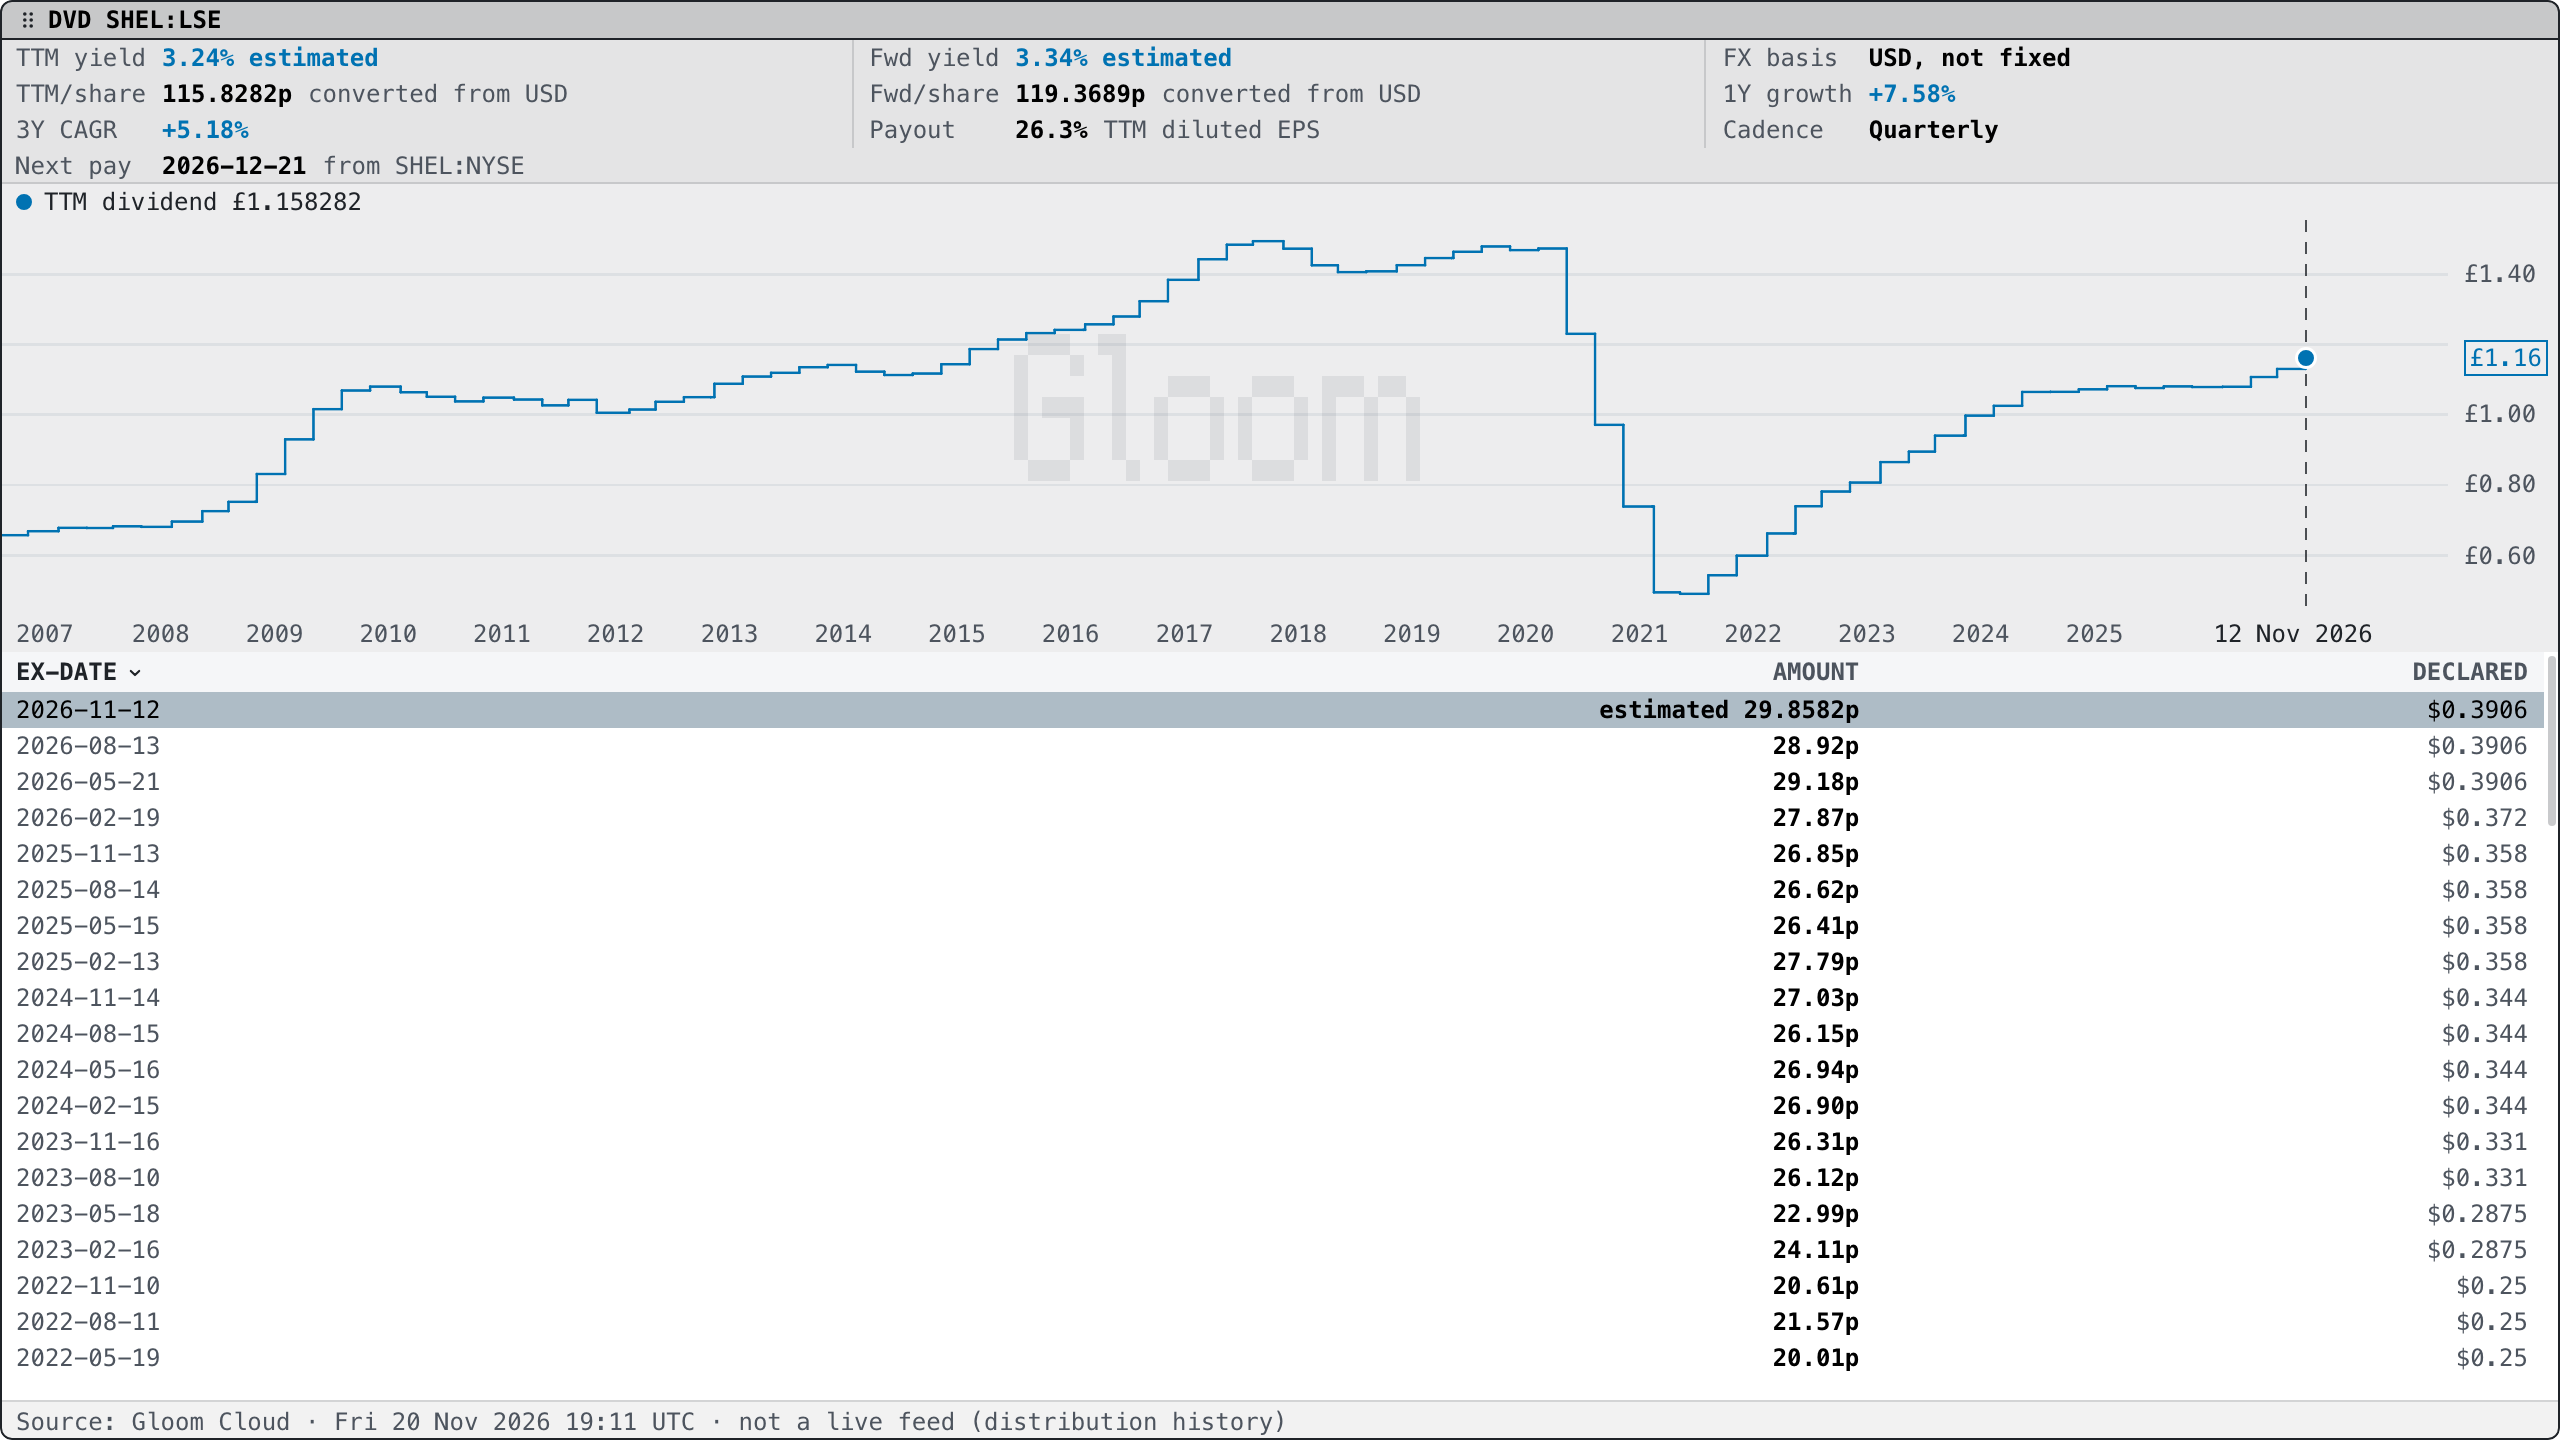 ⠿ DVD SHEL:LSE
TTM yield 3.24% estimated
Fwd yield 3.34% estimated
FX basis USD, not fixed
TTM/share 115.8282p converted from USD
Fwd/share 119.3689p converted from USD
1Y growth +7.58%
3Y CAGR +5.18%
Payout 26.3% TTM diluted EPS
Cadence Quarterly
Next pay 2026-12-21 from SHEL:NYSE
TTM dividend £1.158282
£1.40
£1.16
£1.00
£0.80
£0.60
Gloom
2007 2008 2009 2010 2011 2012 2013 2014 2015 2016 2017 2018 2019 2020 2021 2022 2023 2024 2025 12 Nov 2026
EX-DATE AMOUNT DECLARED
2026-11-12 estimated 29.8582p $0.3906
2026-08-13 28.92p $0.3906
2026-05-21 29.18p $0.3906
2026-02-19 27.87p $0.372
2025-11-13 26.85p $0.358
2025-08-14 26.62p $0.358
2025-05-15 26.41p $0.358
2025-02-13 27.79p $0.358
2024-11-14 27.03p $0.344
2024-08-15 26.15p $0.344
2024-05-16 26.94p $0.344
2024-02-15 26.90p $0.344
2023-11-16 26.31p $0.331
2023-08-10 26.12p $0.331
2023-05-18 22.99p $0.2875
2023-02-16 24.11p $0.2875
2022-11-10 20.61p $0.25
2022-08-11 21.57p $0.25
2022-05-19 20.01p $0.25
Source: Gloom Cloud · Fri 20 Nov 2026 19:11 UTC · not a live feed (distribution history)